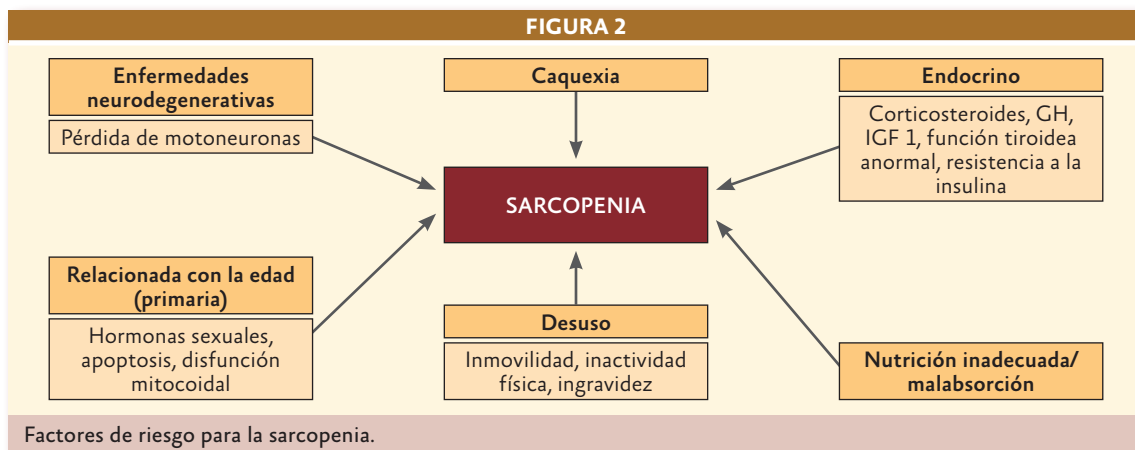 FIGURA 2
Enfermedades
neurodegenerativas
Pérdida de motoneuronas
Caquexia
Endocrino
Corticosteroides, GH,
IGF 1, función tiroidea
anormal, resistencia a la
insulina
SARCOPENIA
Relacionada con la edad
(primaria)
Hormonas sexuales,
apoptosis, disfunción
mitocoidal
Desuso
Inmovilidad, inactividad
física, ingravidez
Nutrición inadecuada/
malabsorción
Factores de riesgo para la sarcopenia.